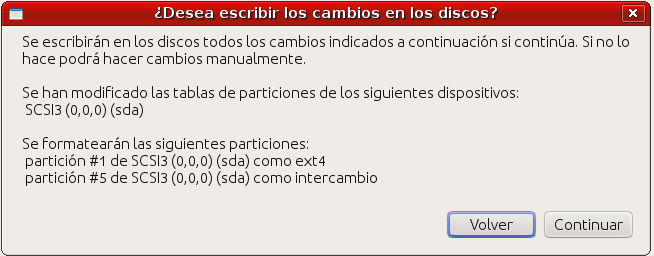 ¿Desea escribir los cambios en los discos?
Se escribirán en los discos todos los cambios indicados a continuación si continúa. Si no lo
hace podrá hacer cambios manualmente.
Se han modificado las tablas de particiones de los siguientes dispositivos:
SCSI3 (0,0,0) (sda)
Se formatearán las siguientes particiones:
partición #1 de SCSI3 (0,0,0) (sda) como ext4
partición #5 de SCSI3 (0,0,0) (sda) como intercambio
Volver
Continuar